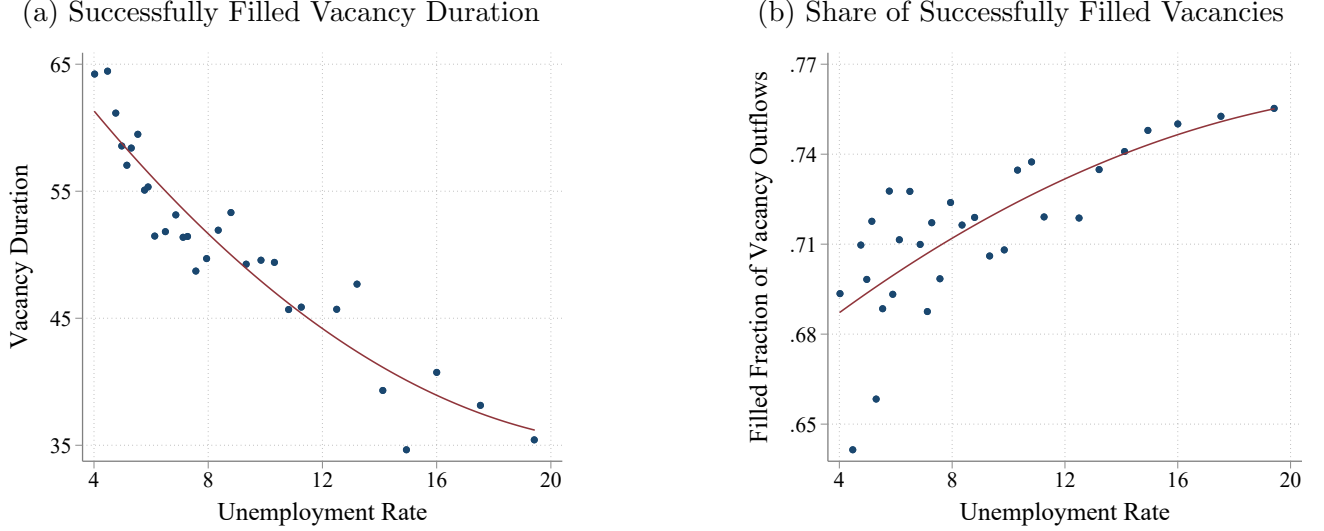 (a) Successfully Filled Vacancy Duration
65
55
45
35
Vacancy Duration
4 8 12 16 20
Unemployment Rate
(b) Share of Successfully Filled Vacancies
.77
.74
.71
.68
.65
Filled Fraction of Vacancy Outflows
4 8 12 16 20
Unemployment Rate